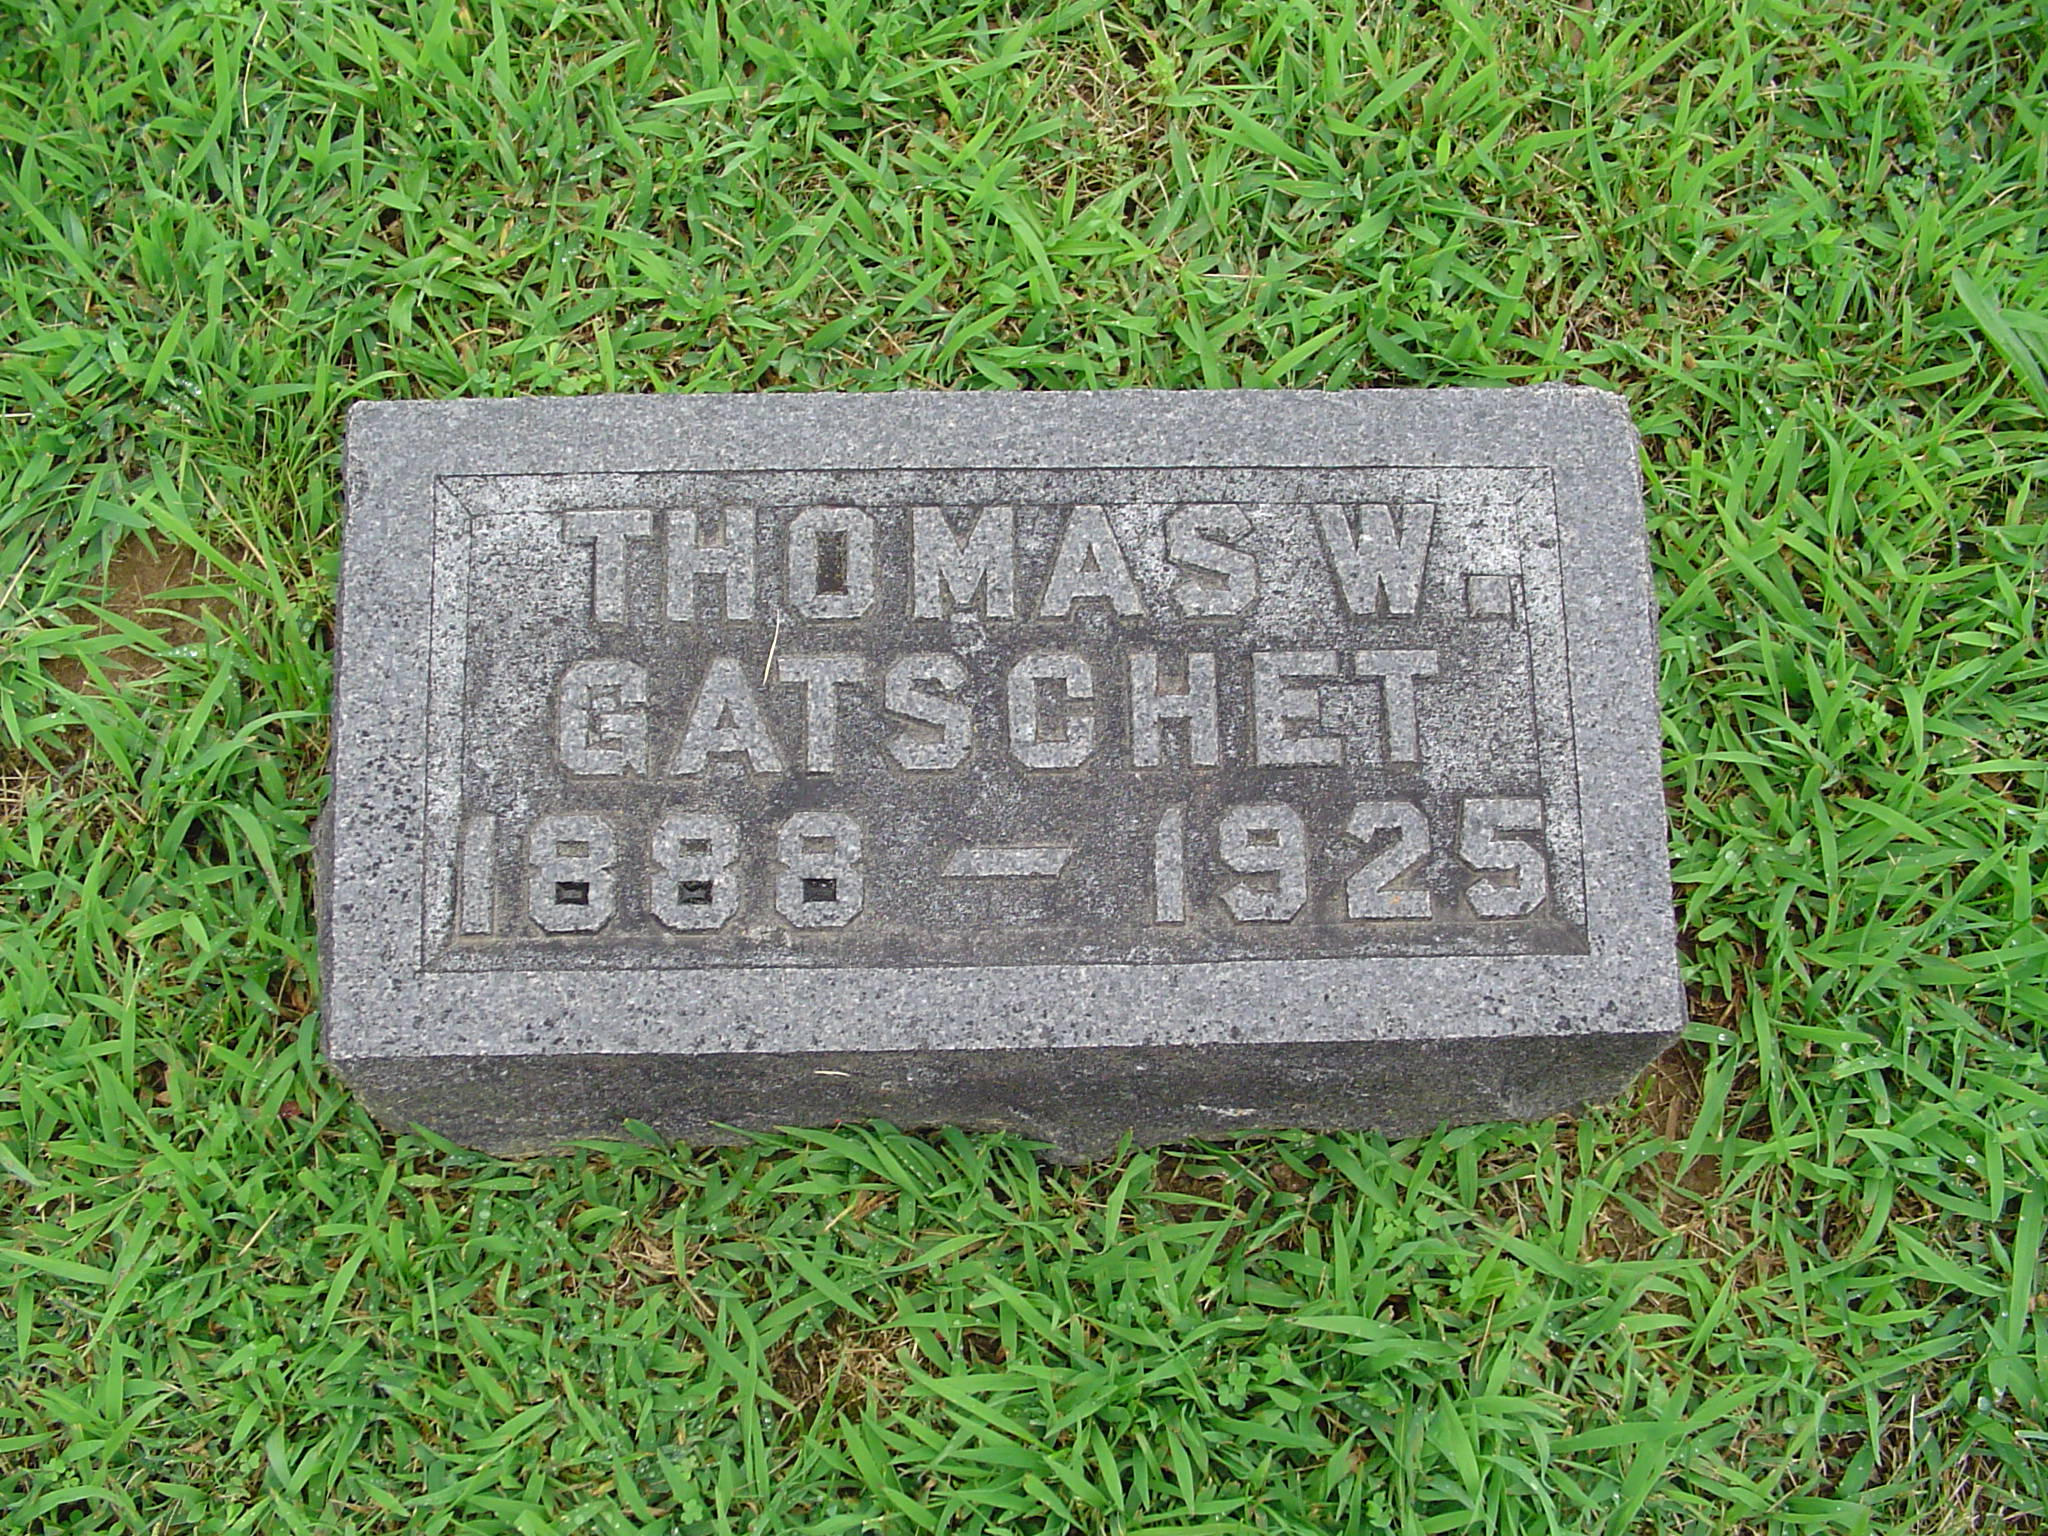 THOMAS W.
GATSCHET
1888 - 1925